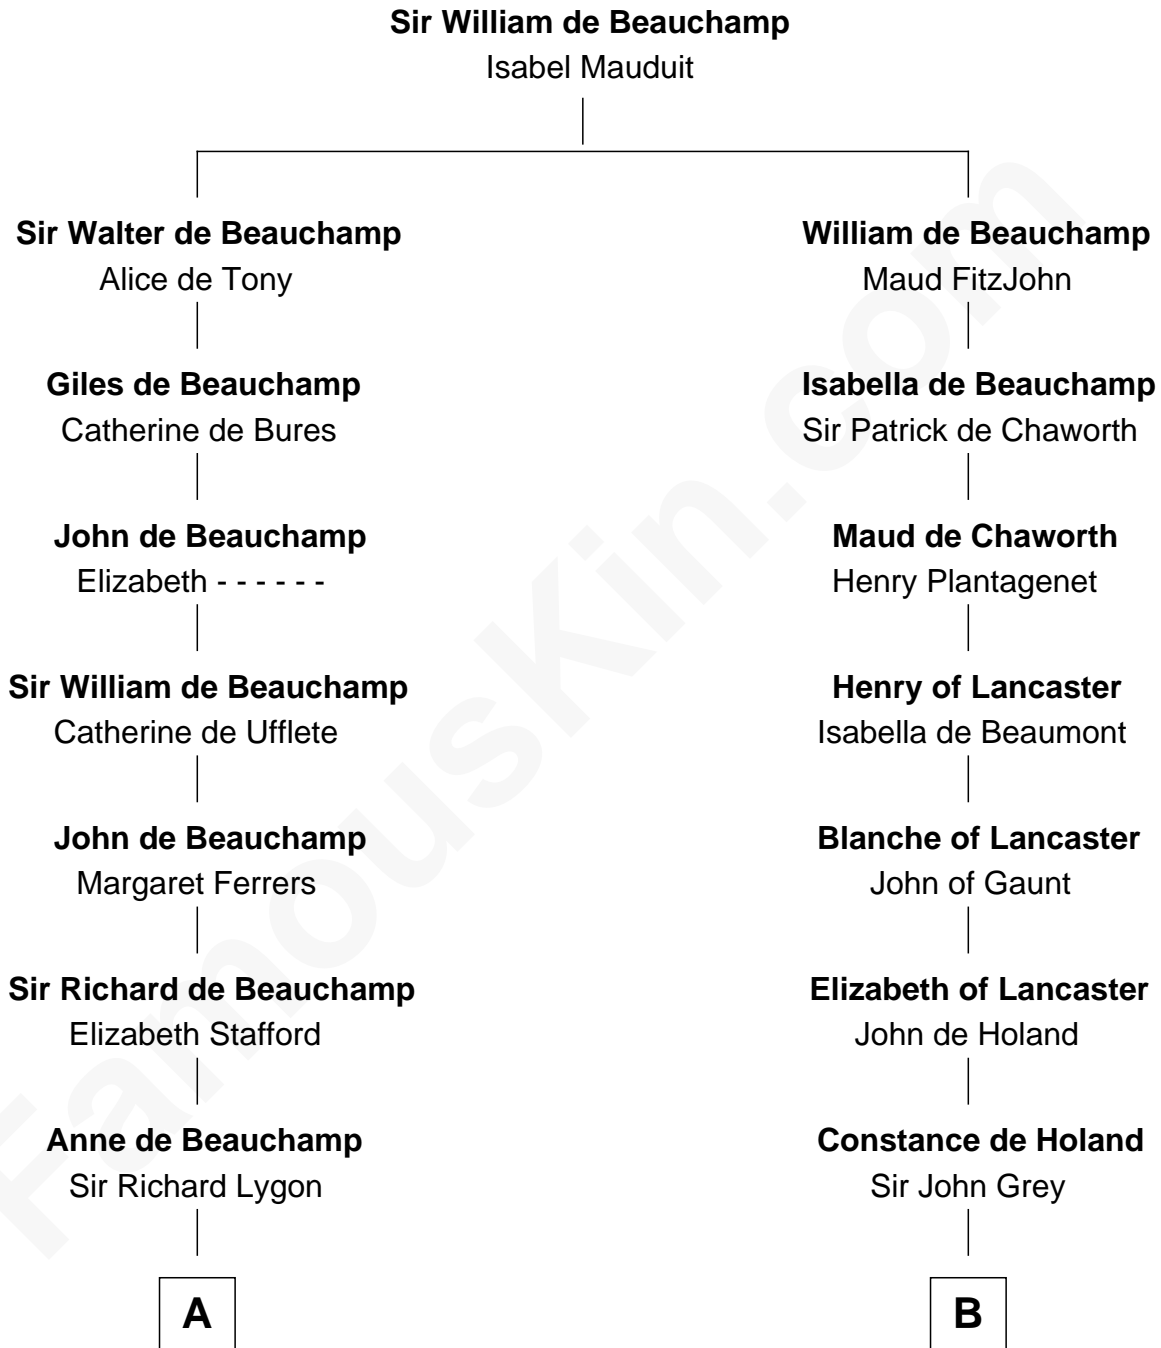 Sir William de Beauchamp
Isabel Mauduit
Sir Walter de Beauchamp
Alice de Tony
William de Beauchamp
Maud FitzJohn
Giles de Beauchamp
Catherine de Bures
Isabella de Beauchamp
Sir Patrick de Chaworth
John de Beauchamp
Elizabeth - - - - - -
Maud de Chaworth
Henry Plantagenet
Sir William de Beauchamp
Catherine de Ufflete
Henry of Lancaster
Isabella de Beaumont
John de Beauchamp
Margaret Ferrers
Blanche of Lancaster
John of Gaunt
Sir Richard de Beauchamp
Elizabeth Stafford
Elizabeth of Lancaster
John de Holand
Anne de Beauchamp
Sir Richard Lygon
Constance de Holand
Sir John Grey
A
B
FamousKin.com